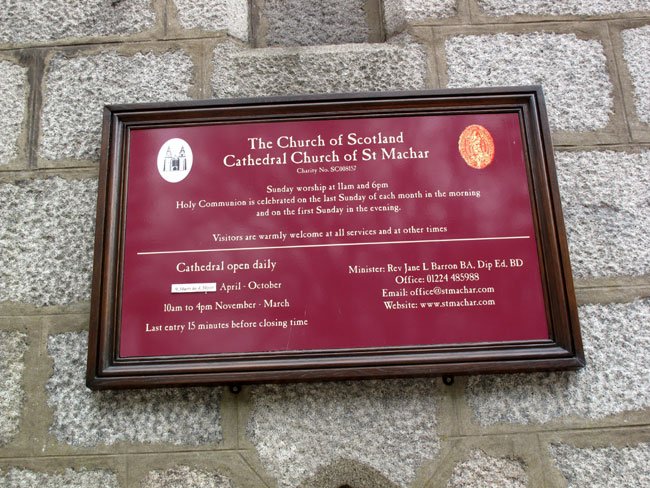 The Church of Scotland
Cathedral Church of St Machar
Charity No. SC008157
Sunday worship at 11am and 6pm
Holy Communion is celebrated on the last Sunday of each month in the morning
and on the first Sunday in the evening.
Visitors are warmly welcome at all services and at other times
Cathedral open daily
April - October
10am to 4pm November - March
Last entry 15 minutes before closing time
Minister: Rev Jane L Barron BA, Dip Ed, BD
Office: 01224 485988
Email: office@stmachar.com
Website: www.stmachar.com